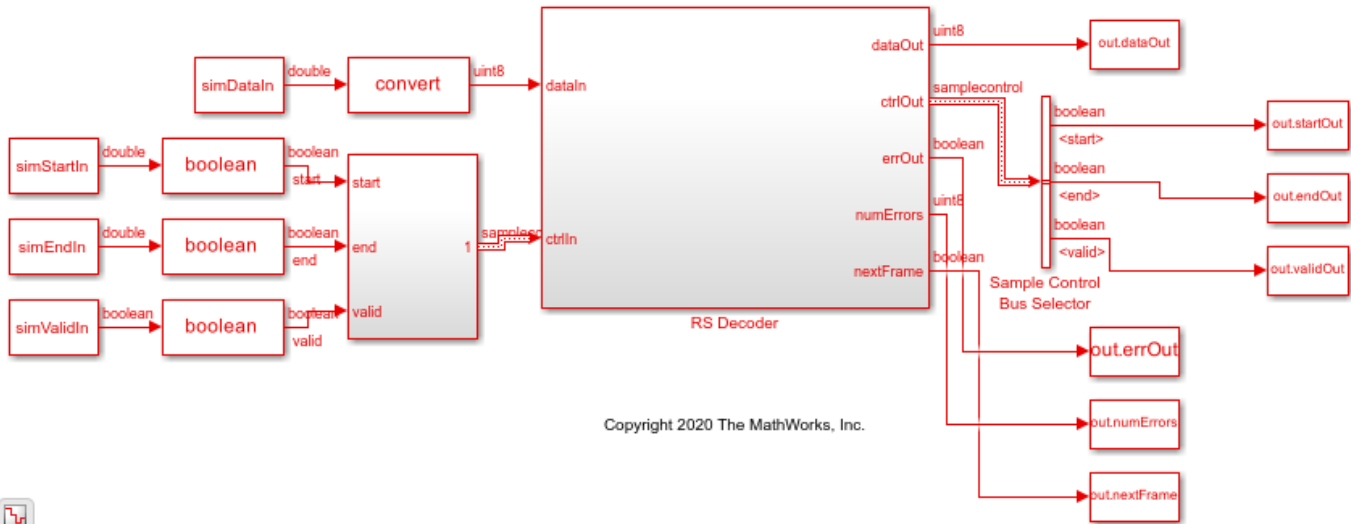 simDataIn
double
convert
uint8
simStartIn
double
boolean
boolean
start
simEndIn
double
boolean
boolean
end
simValidIn
boolean
boolean
boolean
valid
start
end
valid
1
dataIn
ctrlIn
dataOut
ctrlOut
errOut
numErrors
nextFrame
RS Decoder
uint8
samplecontrol
boolean
uint8
boolean
out.dataOut
boolean
<start>
boolean
<end>
boolean
<valid>
Sample Control
Bus Selector
out.startOut
out.endOut
out.validOut
out.errOut
out.numErrors
out.nextFrame
Copyright 2020 The MathWorks, Inc.